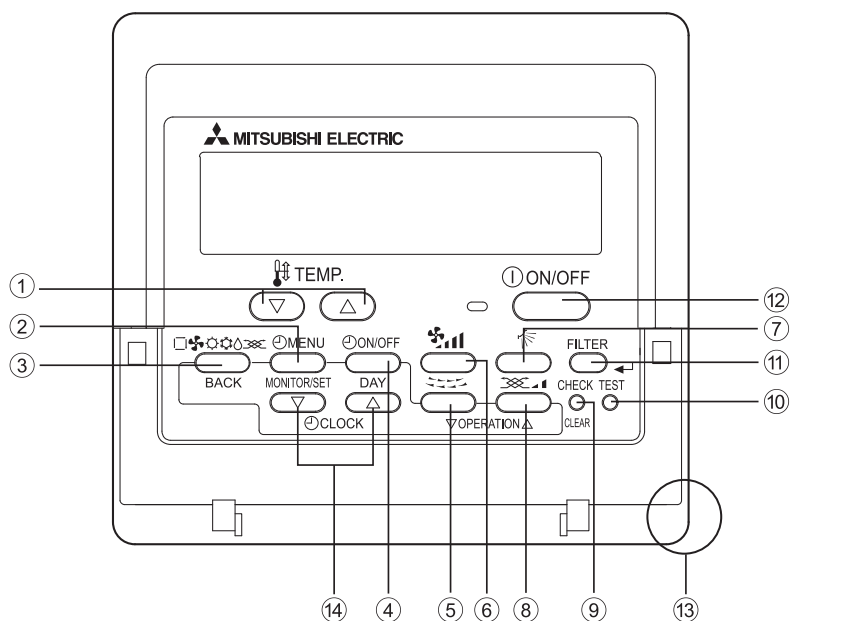 MITSUBISHI ELECTRIC
TEMP.
ON/OFF
①
⑫
②
⑦
MENU
ON/OFF
FILTER
③
⑪
BACK
MONITOR/SET
DAY
CHECK
TEST
⑩
CLOCK
OPERATION
CLEAR
⑭
④
⑤
⑥
⑧
⑨
⑬